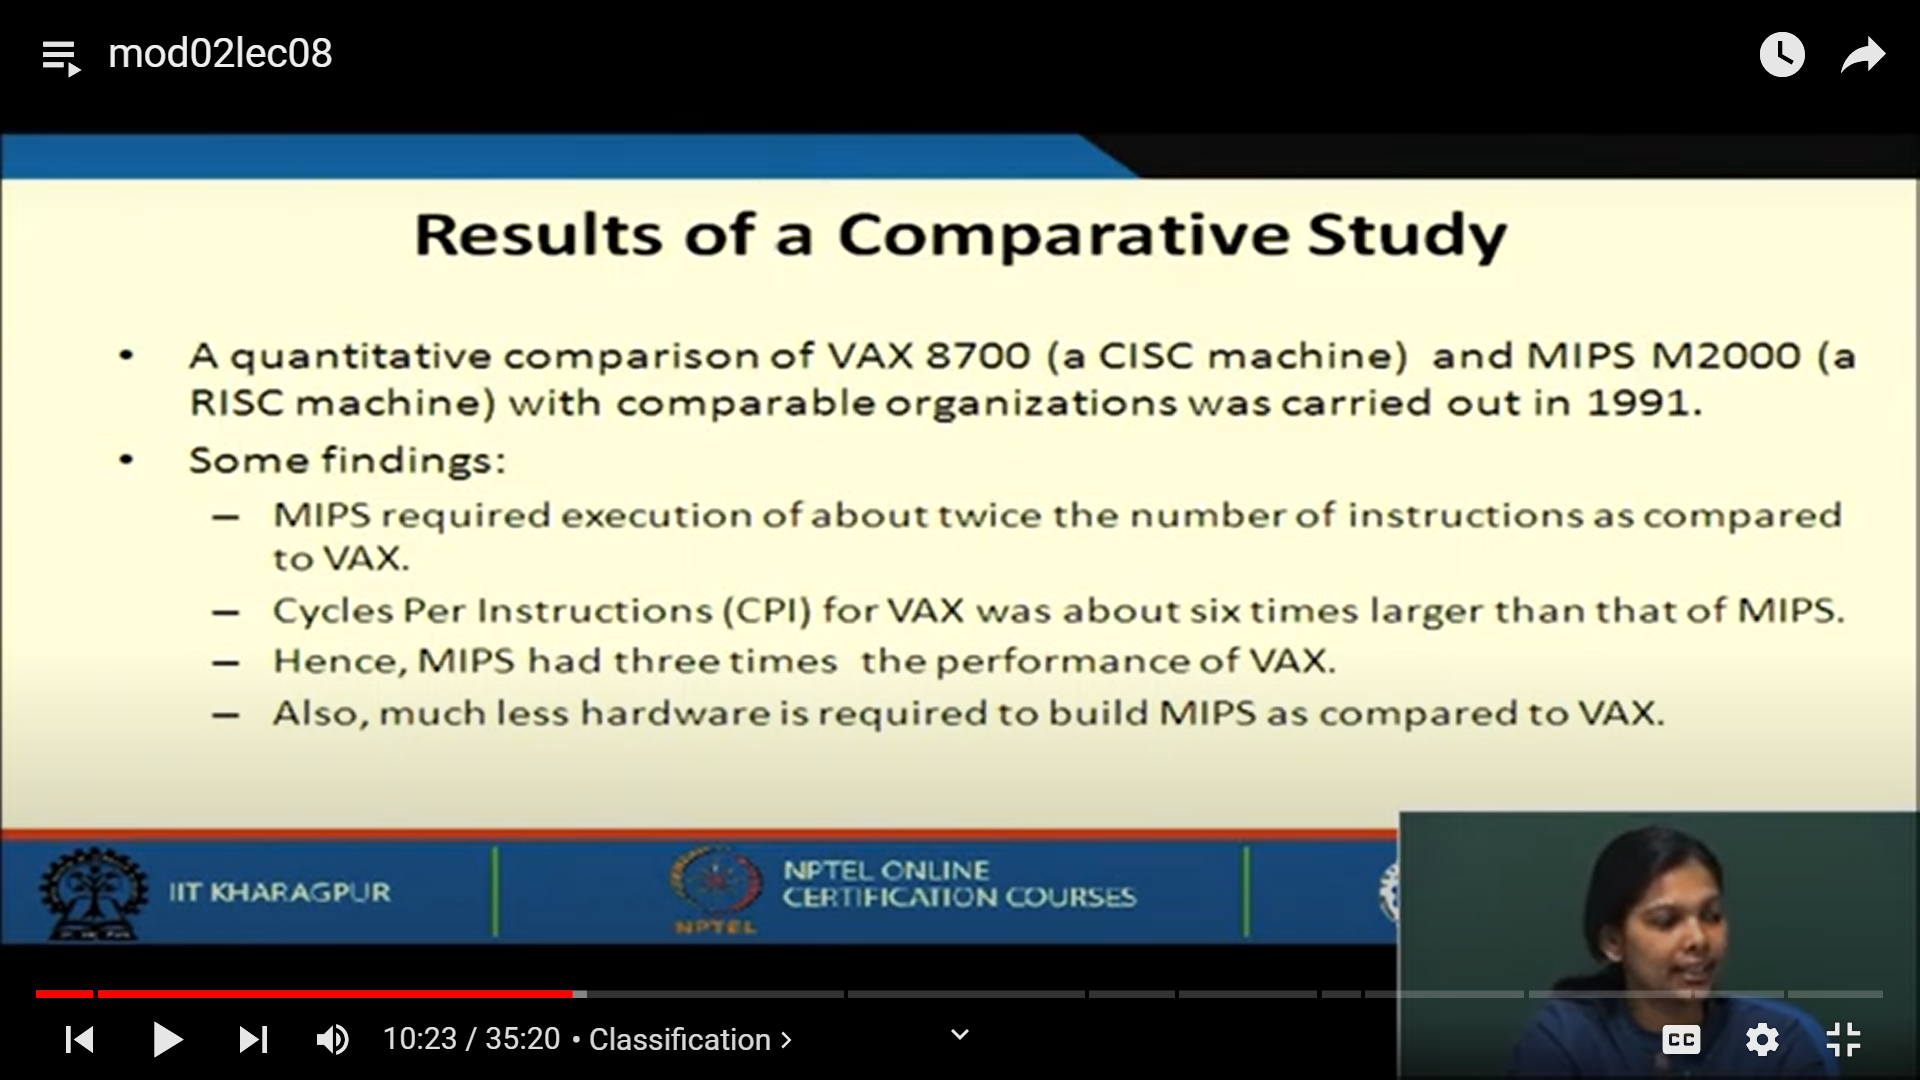 mod02lec08
Results of a Comparative Study
• A quantitative comparison of VAX 8700 (a CISC machine) and MIPS M2000 (a
RISC machine) with comparable organizations was carried out in 1991.
• Some findings:
– MIPS required execution of about twice the number of instructions as compared
to VAX.
– Cycles Per Instructions (CPI) for VAX was about six times larger than that of MIPS.
– Hence, MIPS had three times the performance of VAX.
– Also, much less hardware is required to build MIPS as compared to VAX.
IIT KHARAGPUR
NPTEL ONLINE
CERTIFICATION COURSES
NPTEL
10:23 / 35:20 • Classification >
CC